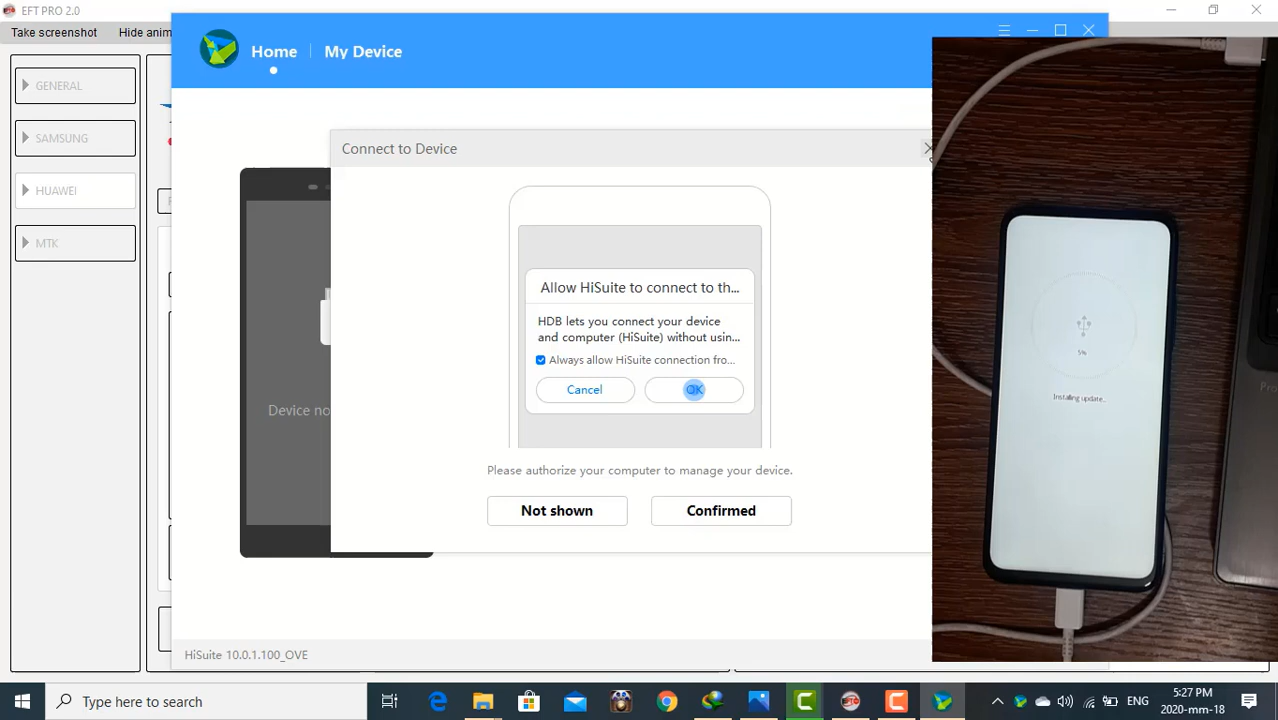 EFT PRO 2.0
Take screenshot
Hide anim
Home
My Device
GENERAL
SAMSUNG
HUAWEI
MTK
Connect to Device
Allow HiSuite to connect to th...
HDB lets you connect your device
and computer (HiSuite) without usin...
Always allow HiSuite connection fro...
Cancel
OK
Device no
Please authorize your computer to manage your device.
Not shown
Confirmed
HiSuite 10.0.1.100_OVE
5%
Installing update..
Pro
Type here to search
ENG
5:27 PM
2020-mm-18